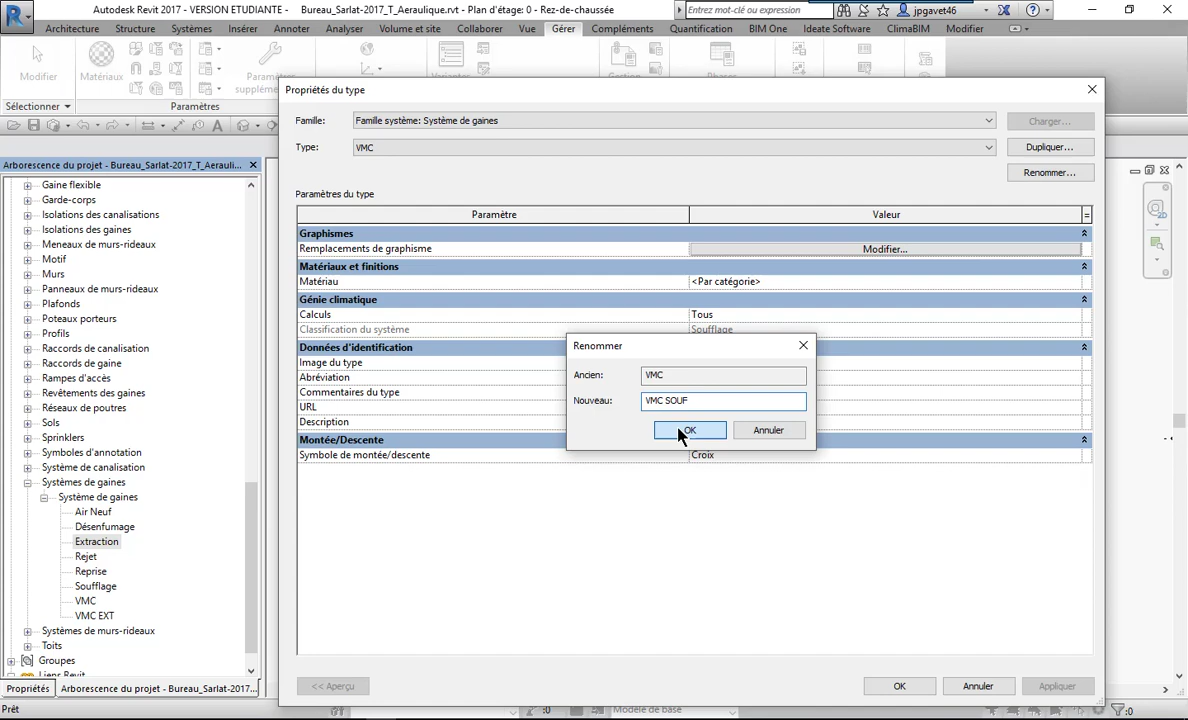 Autodesk Revit 2017 - VERSION ETUDIANTE - Bureau_Sarlat-2017_T_Aeraulique.rvt - Plan d'étage: 0 - Rez-de-chaussée
Entrez mot-clé ou expression
jpgavet46
Architecture Structure Systèmes Insérer Annoter Analyser Volume et site Collaborer Vue Gérer Compléments Quantification BIM One Ideate Software ClimaBIM Modifier
Modifier
Matériaux
Sélectionner
Paramètres
Arborescence du projet - Bureau_Sarlat-2017_T_Aerauli...
Gaine flexible
Garde-corps
Isolations des canalisations
Isolations des gaines
Meneaux de murs-rideaux
Motif
Murs
Panneaux de murs-rideaux
Plafonds
Poteaux porteurs
Profils
Raccords de canalisation
Raccords de gaine
Rampes d'accès
Revêtements des gaines
Réseaux de poutres
Sols
Sprinklers
Symboles d'annotation
Système de canalisation
Systèmes de gaines
Système de gaines
Air Neuf
Désenfumage
Extraction
Rejet
Reprise
Soufflage
VMC
VMC EXT
Systèmes de murs-rideaux
Toits
Groupes
Liens Revit
Propriétés
Arborescence du projet - Bureau_Sarlat-2017...
Prêt
Propriétés du type
Famille:
Famille système: Système de gaines
Charger...
Type:
VMC
Dupliquer...
Renommer...
Paramètres du type
Paramètre Valeur =
Graphismes
Remplacements de graphisme Modifier...
Matériaux et finitions
Matériau <Par catégorie>
Génie climatique
Calculs Tous
Classification du système Soufflage
Données d'identification
Image du type
Abréviation
Commentaires du type
URL
Description
Montée/Descente
Symbole de montée/descente Croix
Renommer
Ancien: VMC
Nouveau: VMC SOUF
OK Annuler
<< Aperçu
OK Annuler Appliquer
:0
Modèle de base
:0